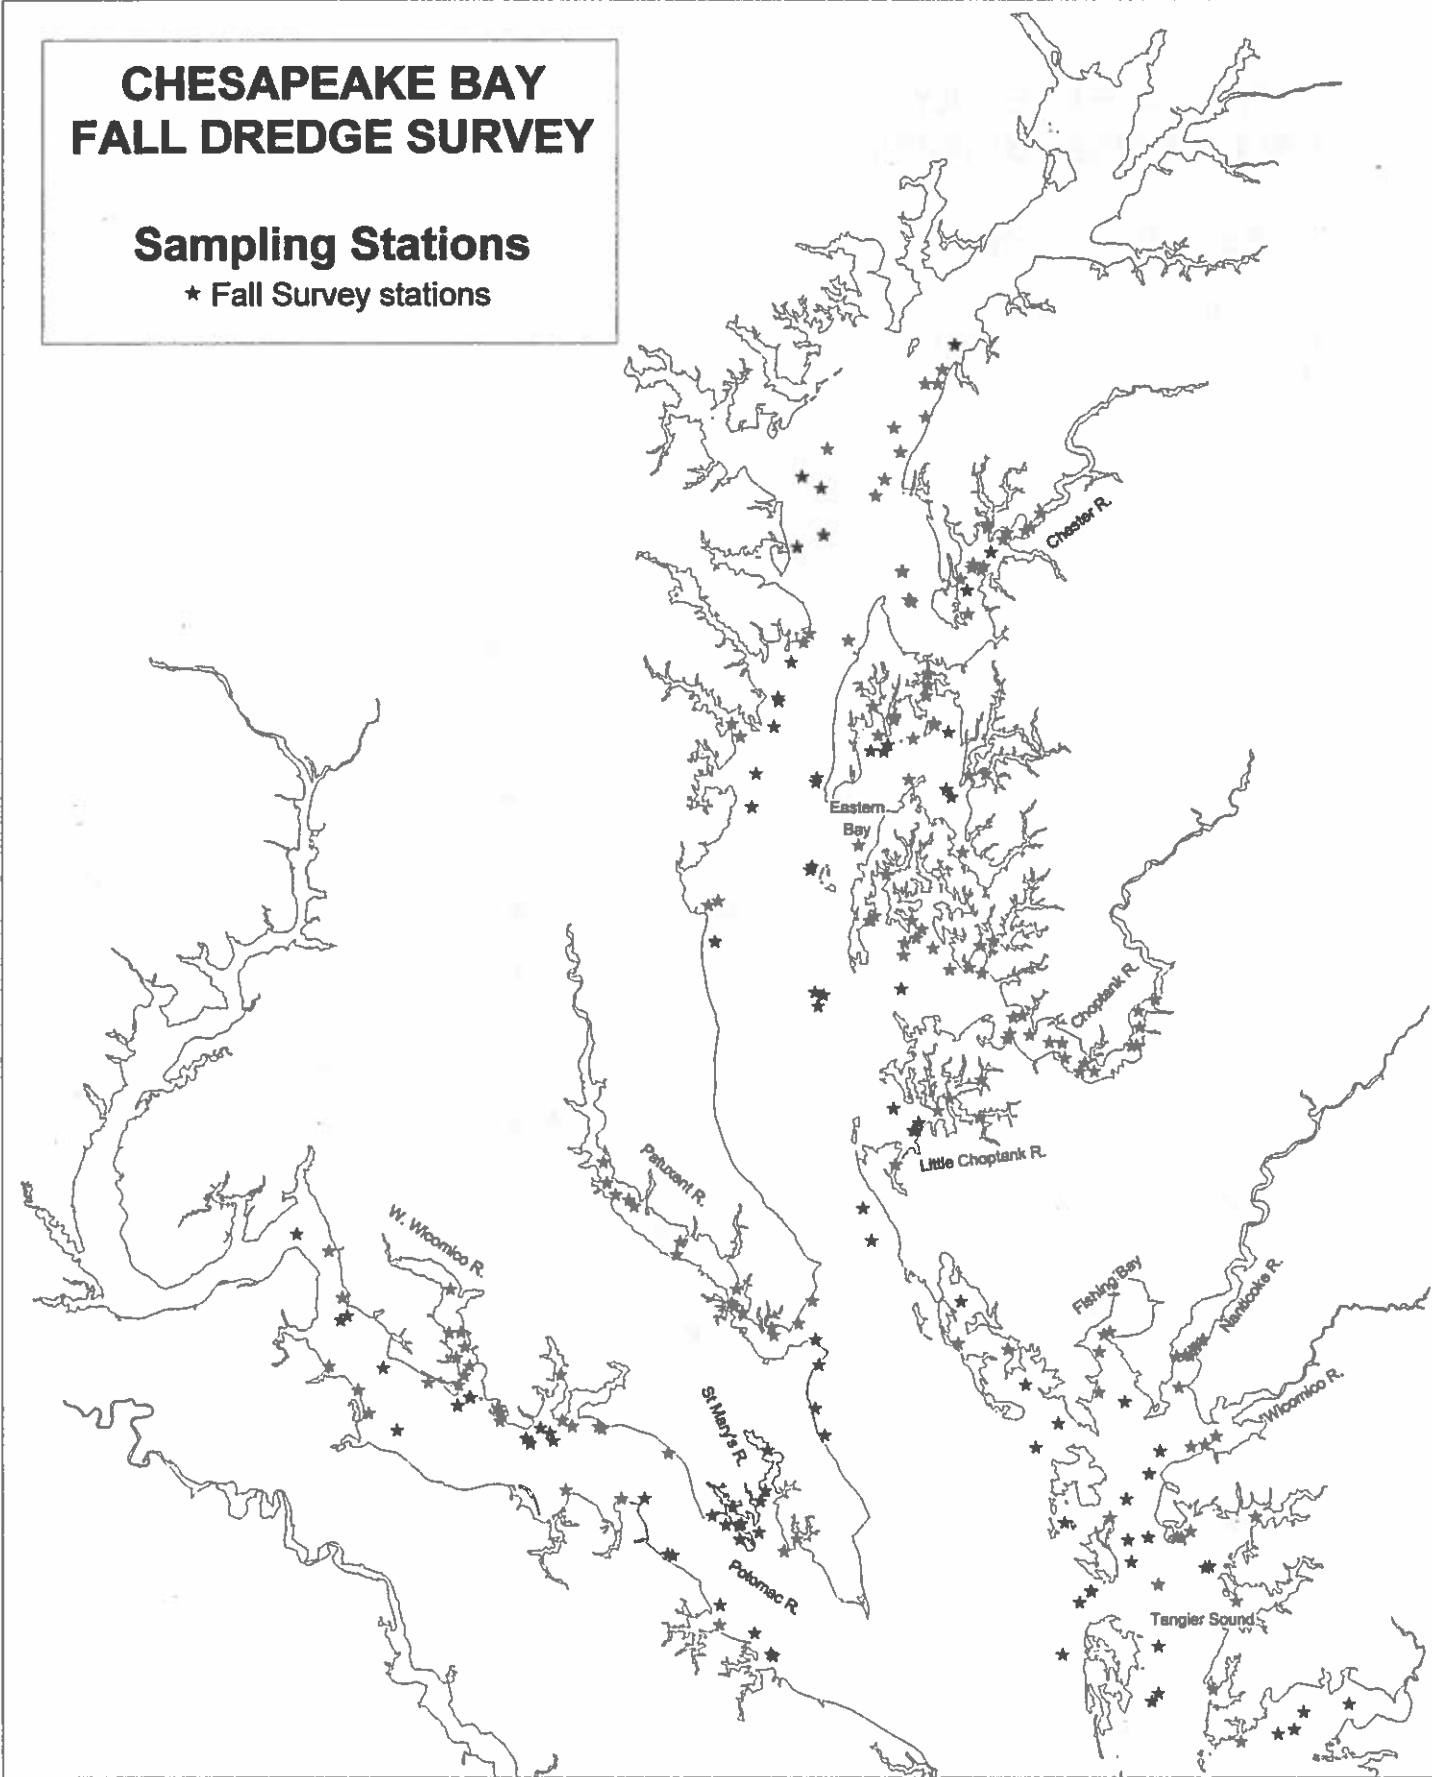 CHESAPEAKE BAY
FALL DREDGE SURVEY
Sampling Stations
★ Fall Survey stations
Chester R.
Eastern
Bay
Choptank R.
Little Choptank R.
Patuxent R.
W. Wicomico R.
Fishing Bay
Nanticoke R.
Wicomico R.
St Mary's R.
Potomac R.
Tangier Sound